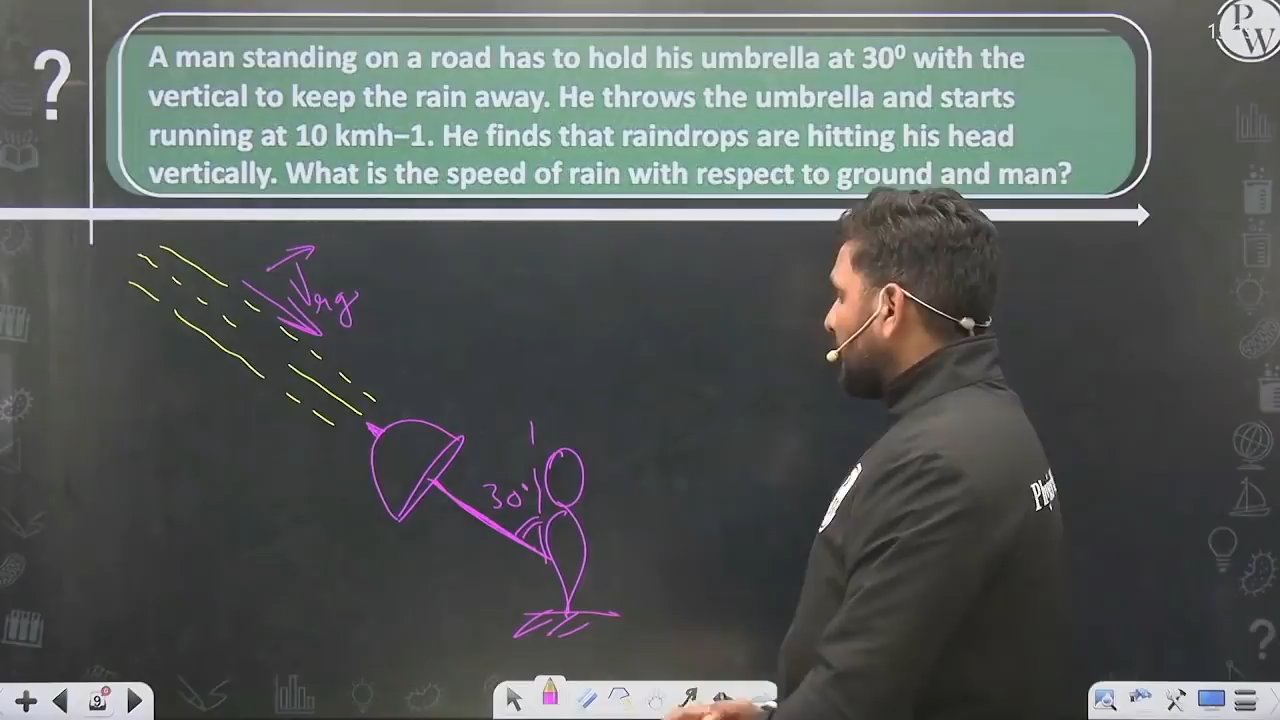 A man standing on a road has to hold his umbrella at 30⁰ with the
vertical to keep the rain away. He throws the umbrella and starts
running at 10 kmh–1. He finds that raindrops are hitting his head
vertically. What is the speed of rain with respect to ground and man?
?
P
W
V rg
30°
9